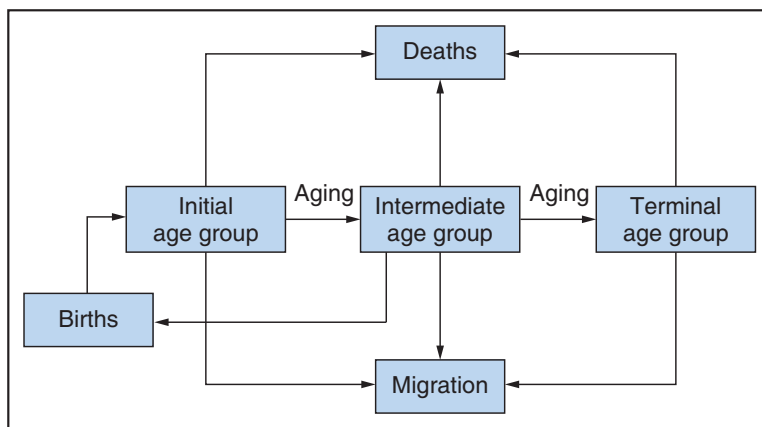 Deaths
Aging
Aging
Initial
age group
Intermediate
age group
Terminal
age group
Births
Migration